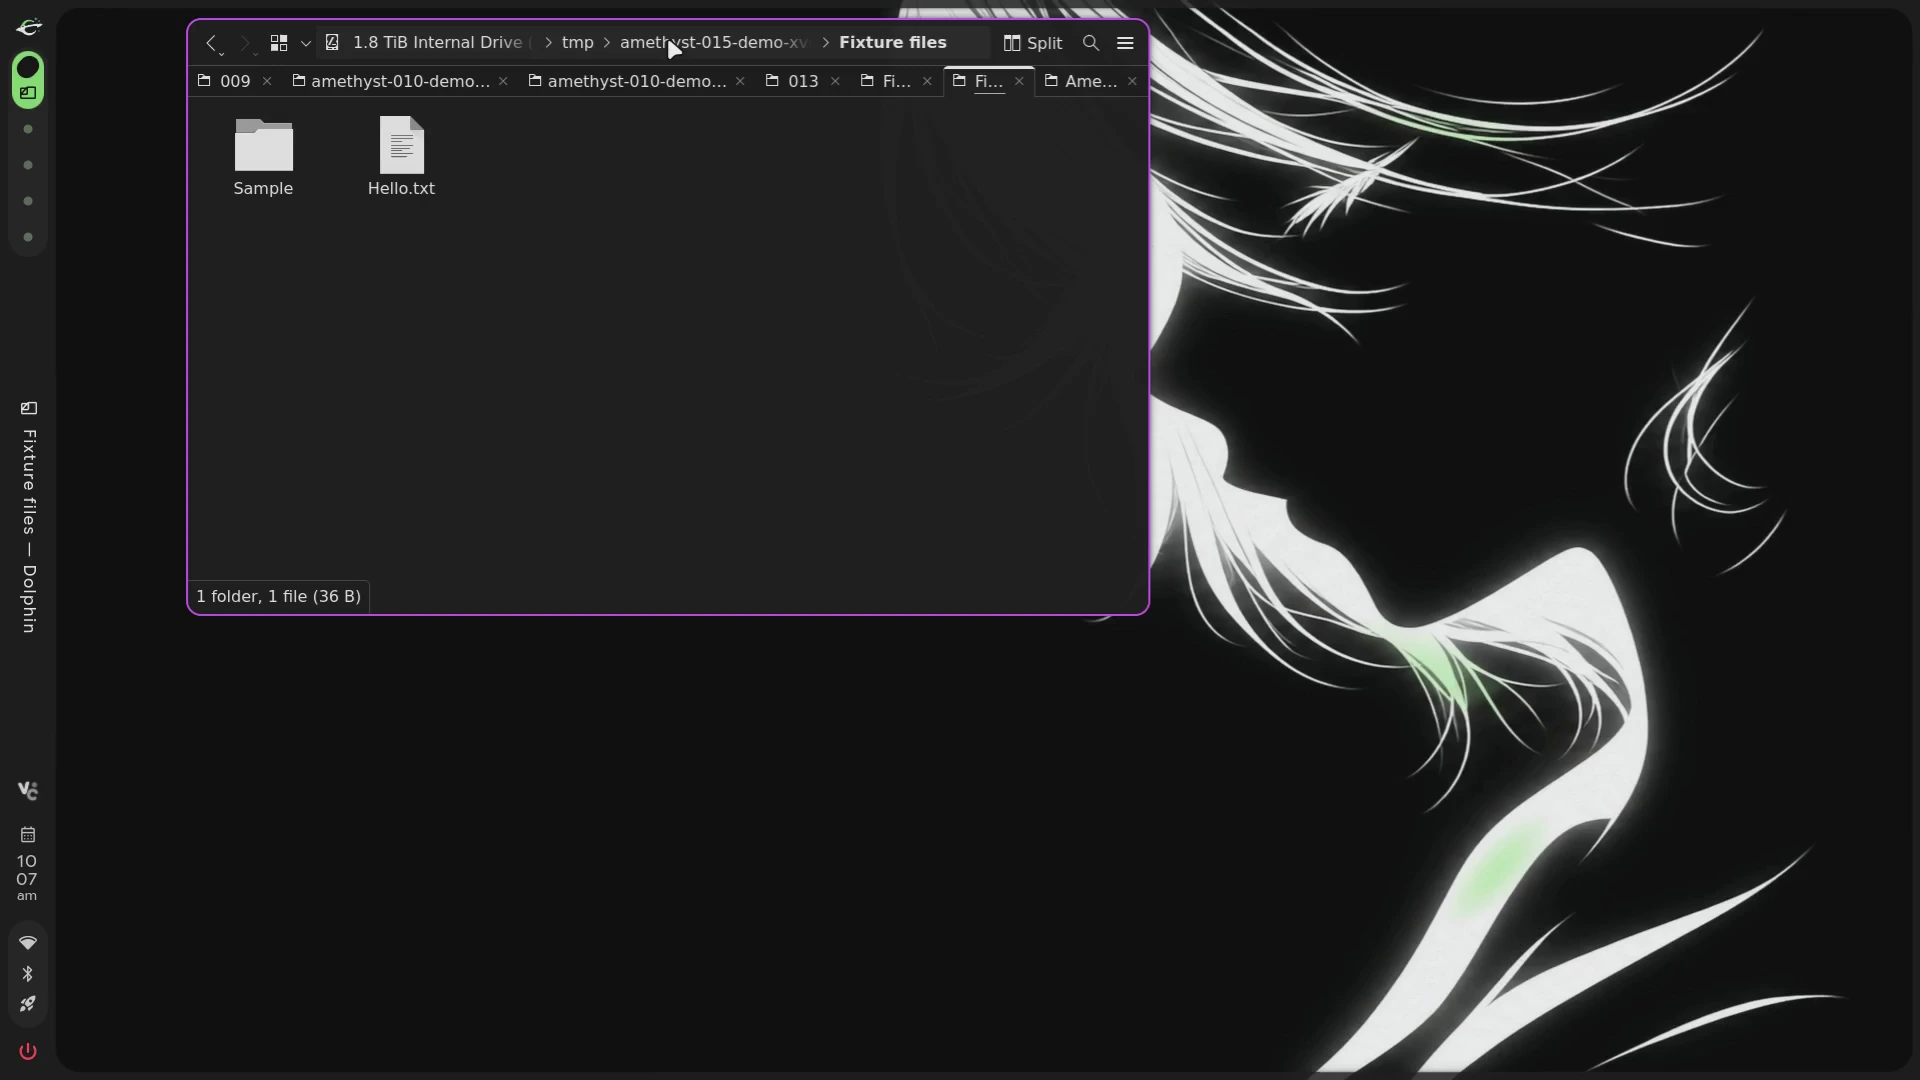 1.8 TiB Internal Drive
tmp
amethyst-015-demo-xv
Fixture files
Split
009
amethyst-010-demo...
amethyst-010-demo...
013
Fi...
Fi...
Ame...
Sample
Hello.txt
1 folder, 1 file (36 B)
Fixture files — Dolphin
10
07
am